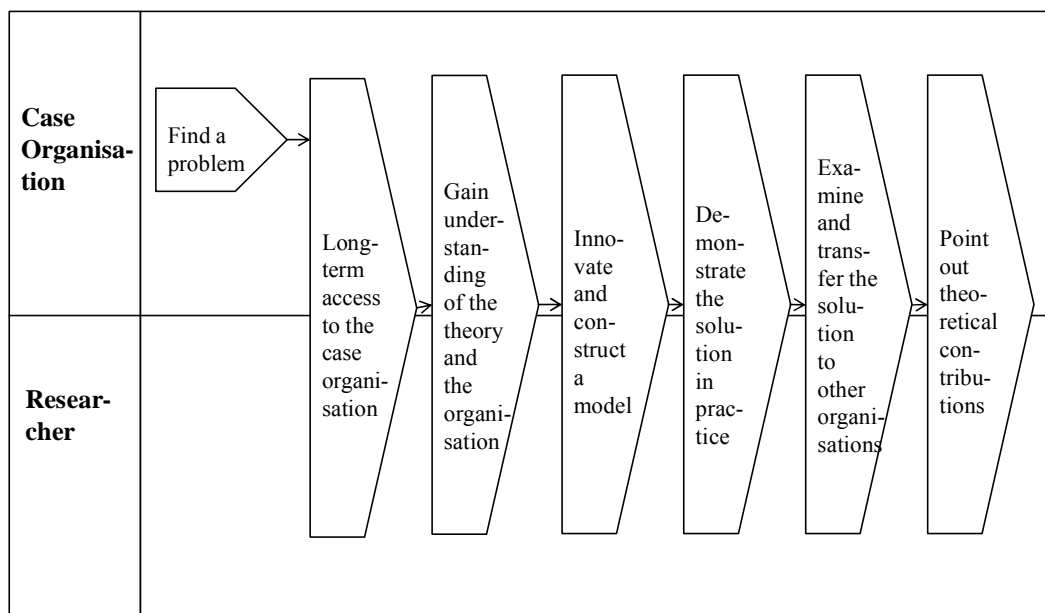 Case
Organisa-
tion
Find a
problem
Long-
term
access
to the
case
organi-
sation
Gain
under-
stan-
ding
of the
theory
and
the
organi-
sation
Inno-
vate
and
con-
struct
a
model
De-
mon-
strate
the
solu-
tion
in
prac-
tice
Exa-
mine
and
trans-
fer the
solu-
tion
to
other
organi-
sations
Point
out
theo-
retical
con-
tribu-
tions
Resear-
cher